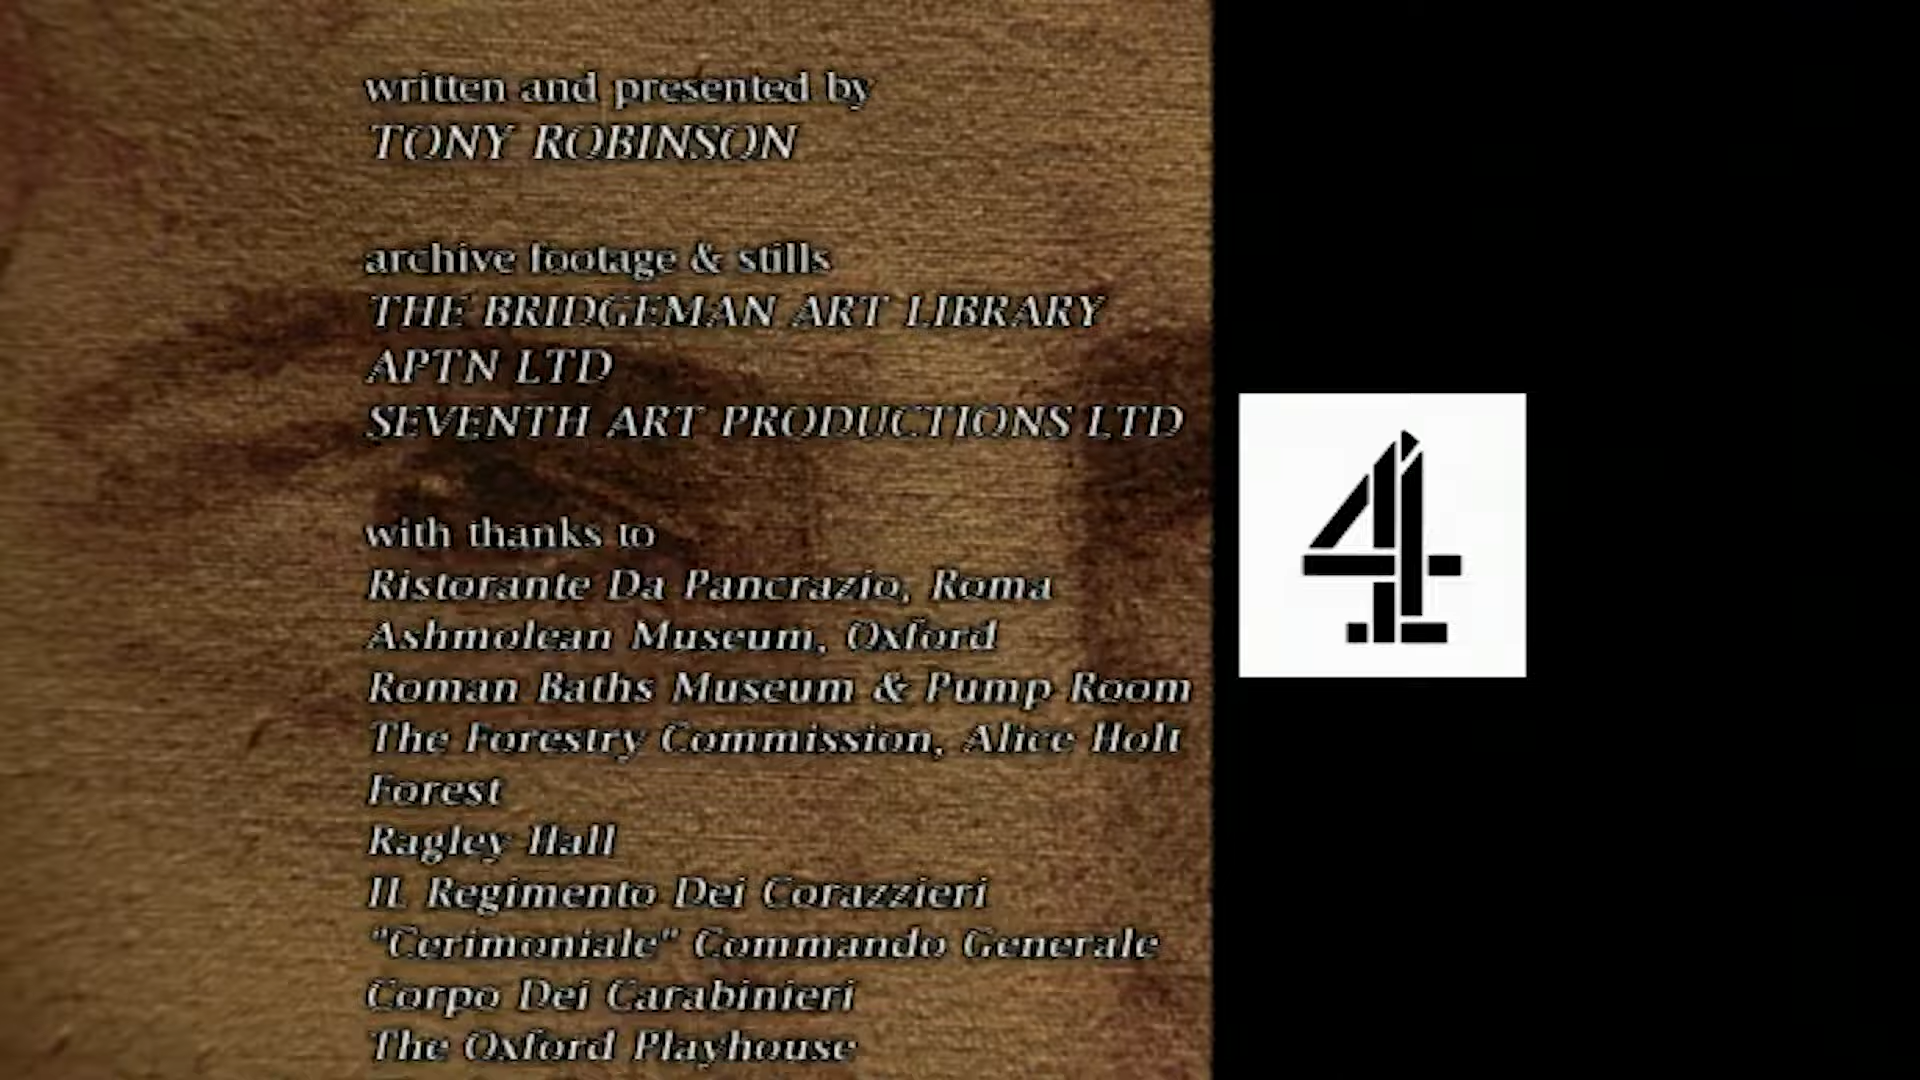 written and presented by
TONY ROBINSON
archive footage & stills
THE BRIDGEMAN ART LIBRARY
APTN LTD
SEVENTH ART PRODUCTIONS LTD
with thanks to
Ristorante Da Pancrazio, Roma
Ashmolean Museum, Oxford
Roman Baths Museum & Pump Room
The Forestry Commission, Alice Holt
Forest
Ragley Hall
IL Regimento Dei Corazzieri
"Cerimoniale" Commando Generale
Corpo Dei Carabinieri
The Oxford Playhouse
4